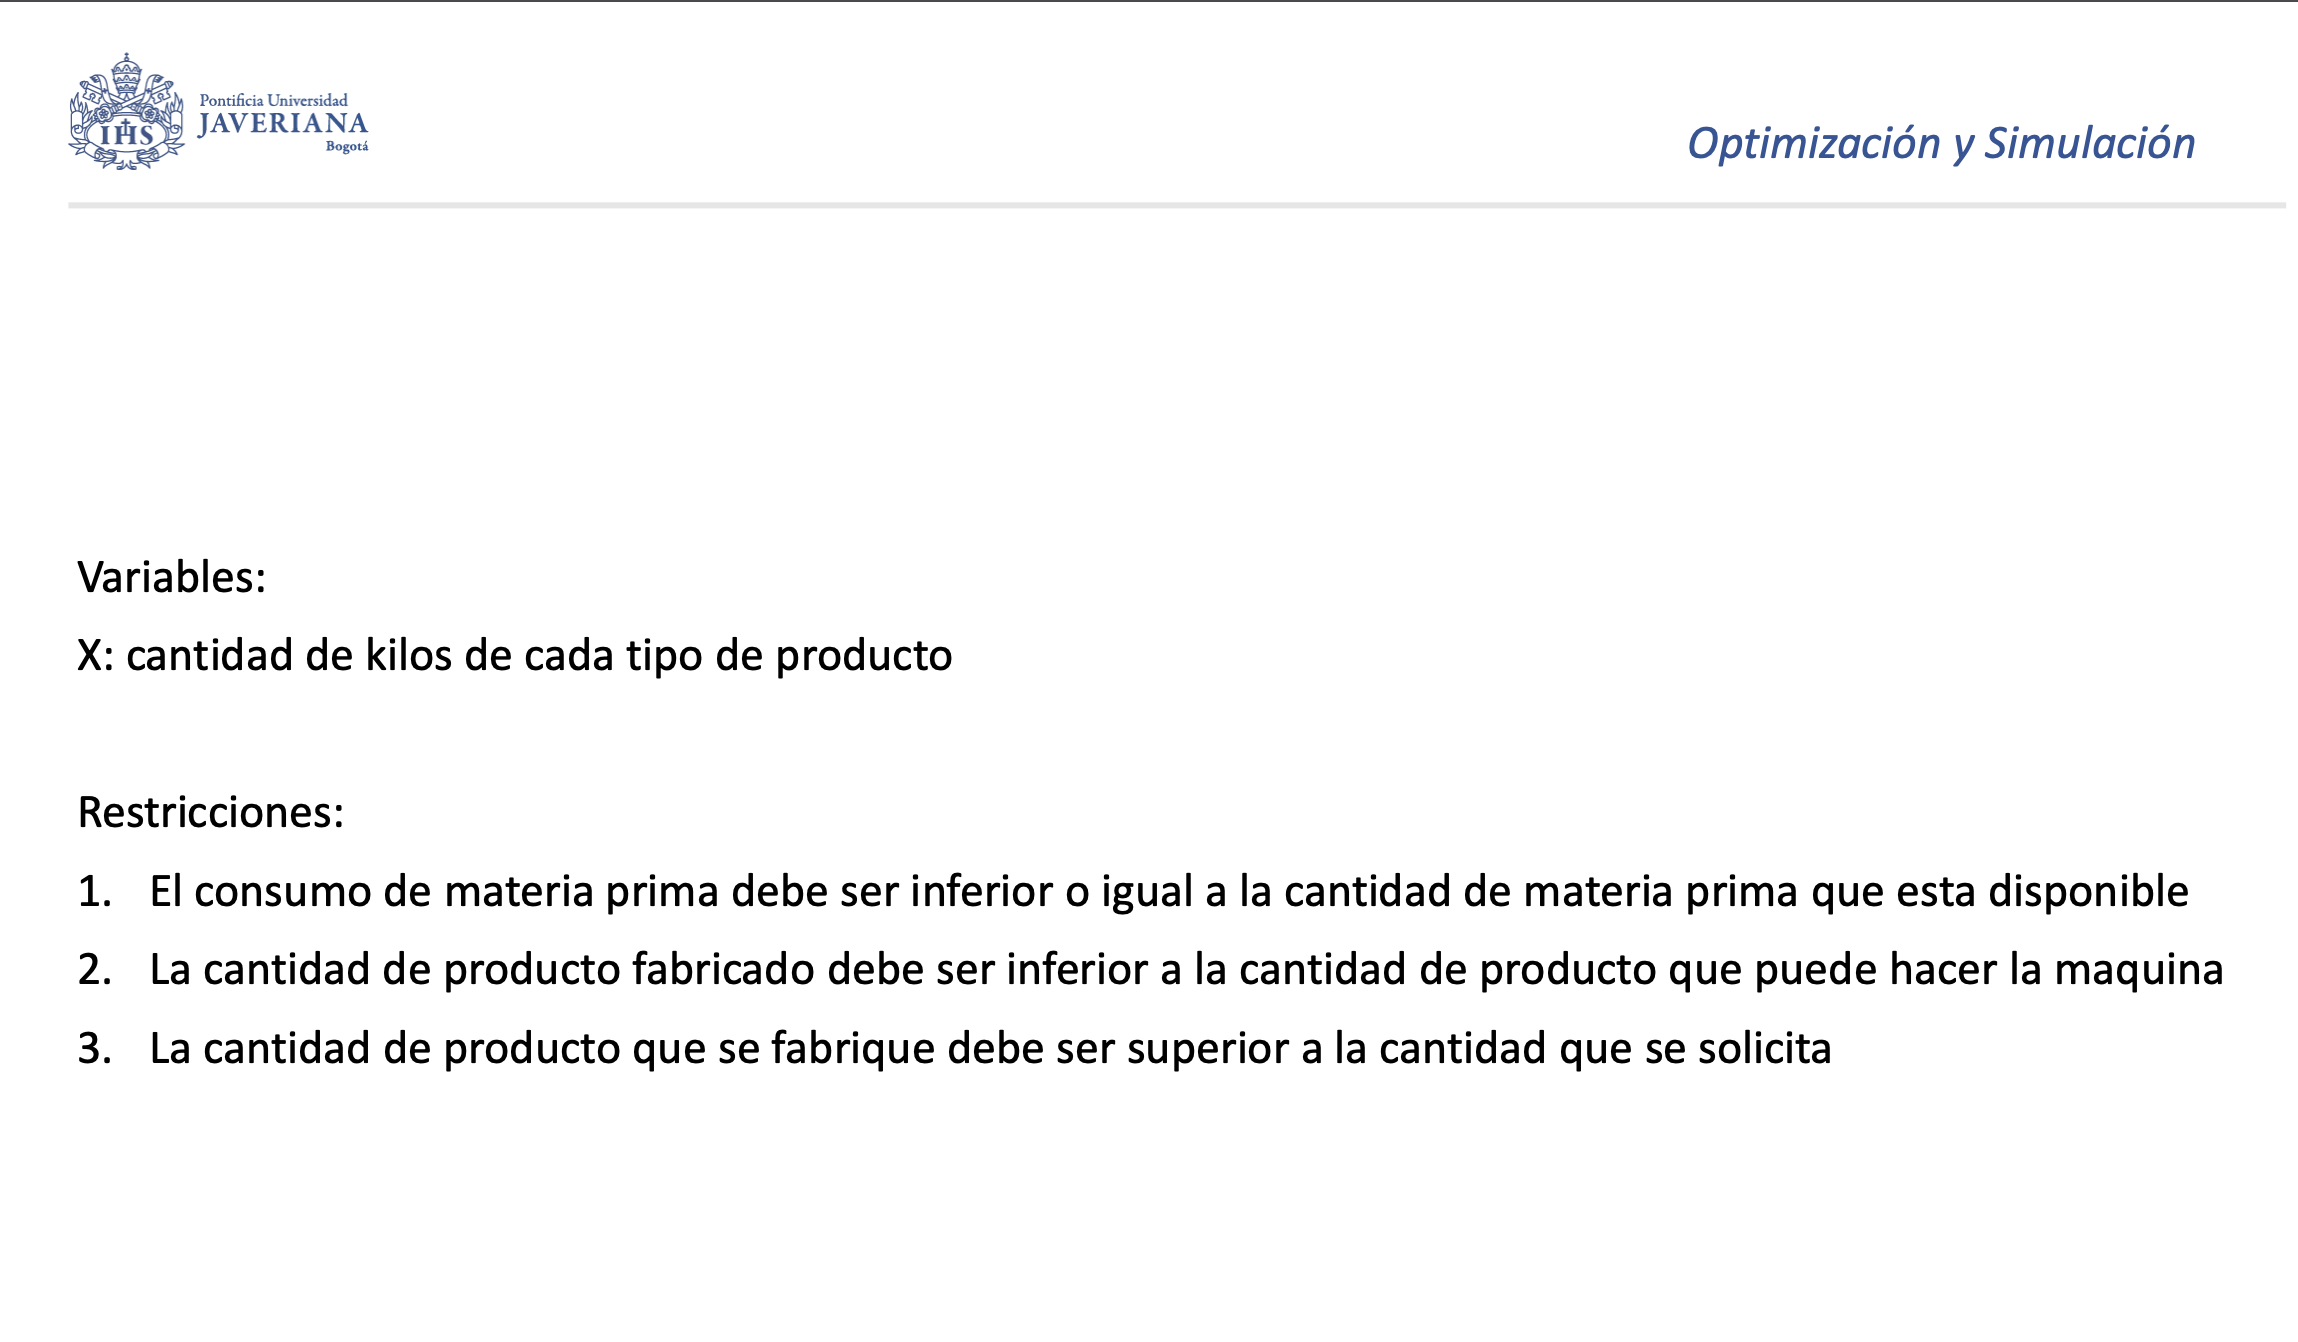 Pontificia Universidad
JAVERIANA
Bogotá
IHS
Optimización y Simulación
Variables:
X: cantidad de kilos de cada tipo de producto
Restricciones:
1. El consumo de materia prima debe ser inferior o igual a la cantidad de materia prima que esta disponible
2. La cantidad de producto fabricado debe ser inferior a la cantidad de producto que puede hacer la maquina
3. La cantidad de producto que se fabrique debe ser superior a la cantidad que se solicita